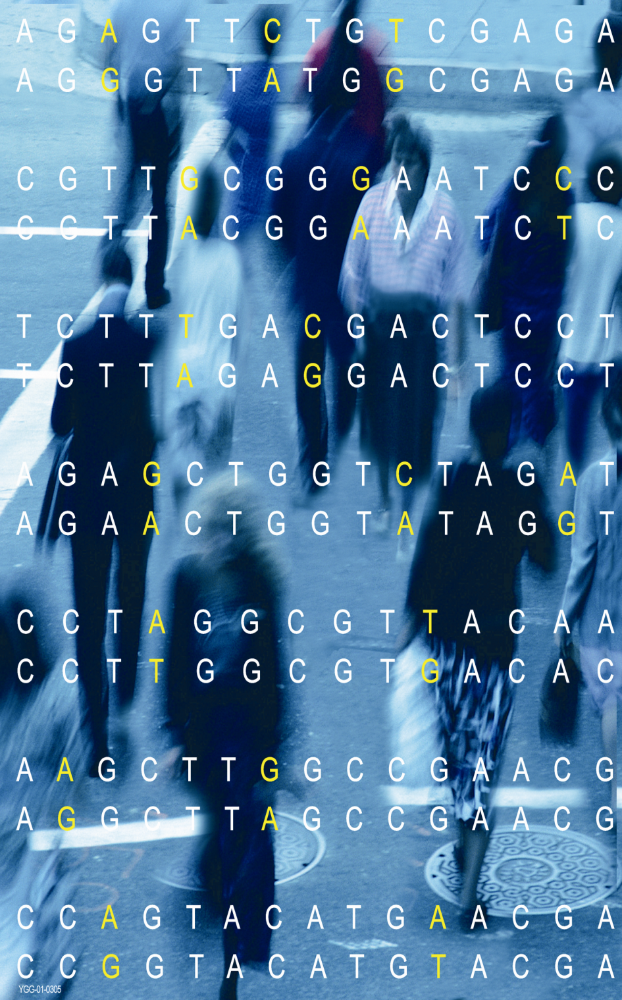 A G A G T T C T G T C G A G A
A G G G T T A T G G C G A G A
C G T T G C G G G A A T C C C
C G T T A C G G A A A T C T C
T C T T T G A C G A C T C C T
T C T T A G A G G A C T C C T
A G A G C T G G T C T A G A T
A G A A C T G G T A T A G G T
C C T A G G C G T T A C A A
C C T T G G C G T G A C A C
A A G C T T G G C C G A A C G
A G G C T T A G C C G A A C G
C C A G T A C A T G A A C G A
C C G G T A C A T G T A C G A
YGG-01-0305